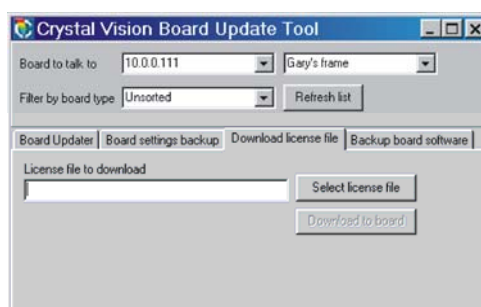 Crystal Vision Board Update Tool
Board to talk to 10.0.0.111 Gary's frame
Filter by board type Unsorted Refresh list
Board Updater Board settings backup Download license file Backup board software
License file to download
Select license file
Download to board